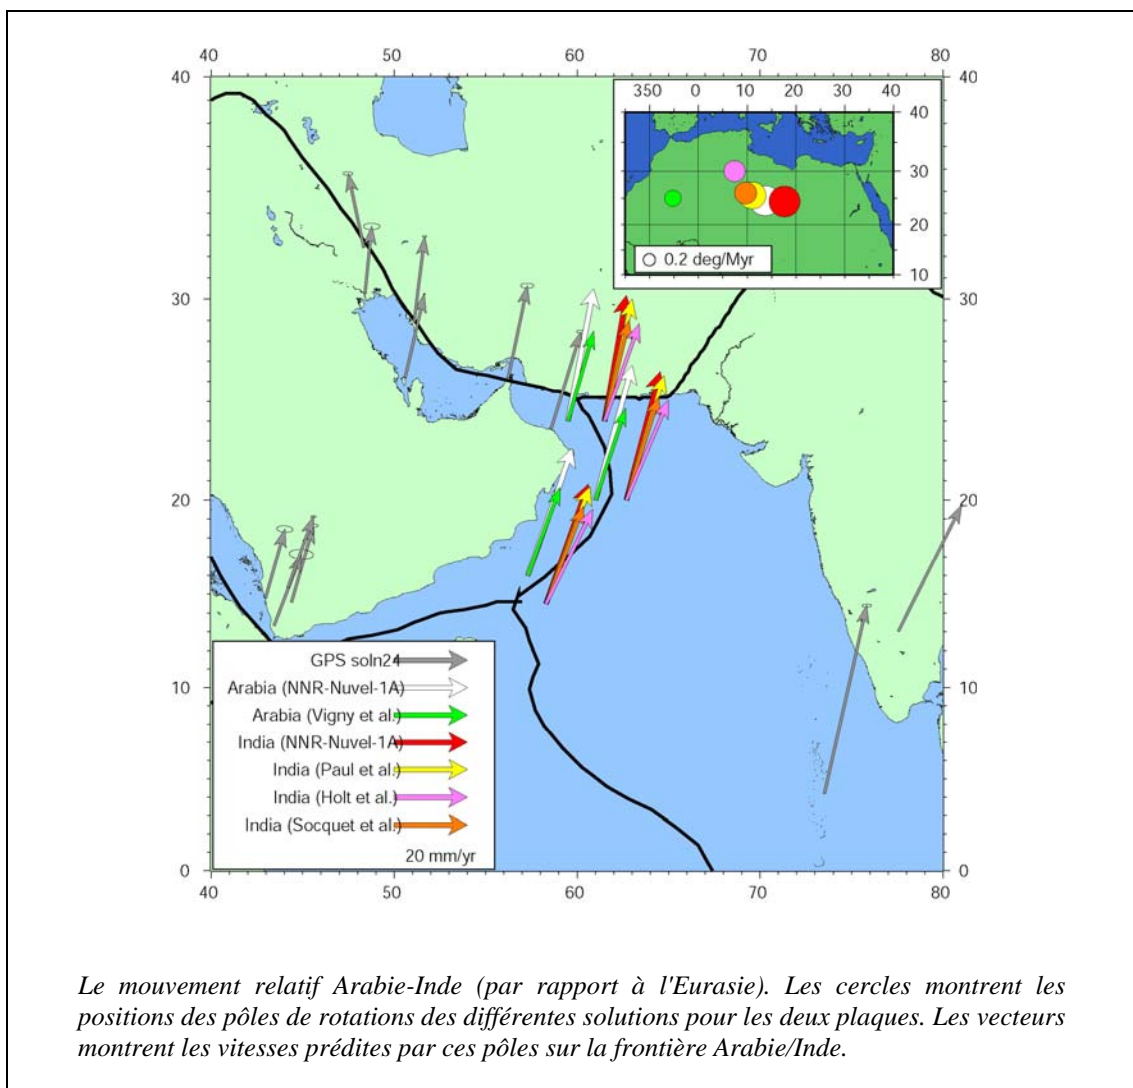 40 50 60 70 80
40 40
350 0 10 20 30 40
40
30
20
10
0.2 deg/Myr
30 30
20 20
GPS soln24
Arabia (NNR-Nuvel-1A)
10 10
Arabia (Vigny et al.)
India (NNR-Nuvel-1A)
India (Paul et al.)
India (Holt et al.)
India (Socquet et al.)
20 mm/yr
0 0
40 50 60 70 80
Le mouvement relatif Arabie-Inde (par rapport à l'Eurasie). Les cercles montrent les
positions des pôles de rotations des différentes solutions pour les deux plaques. Les vecteurs
montrent les vitesses prédites par ces pôles sur la frontière Arabie/Inde.